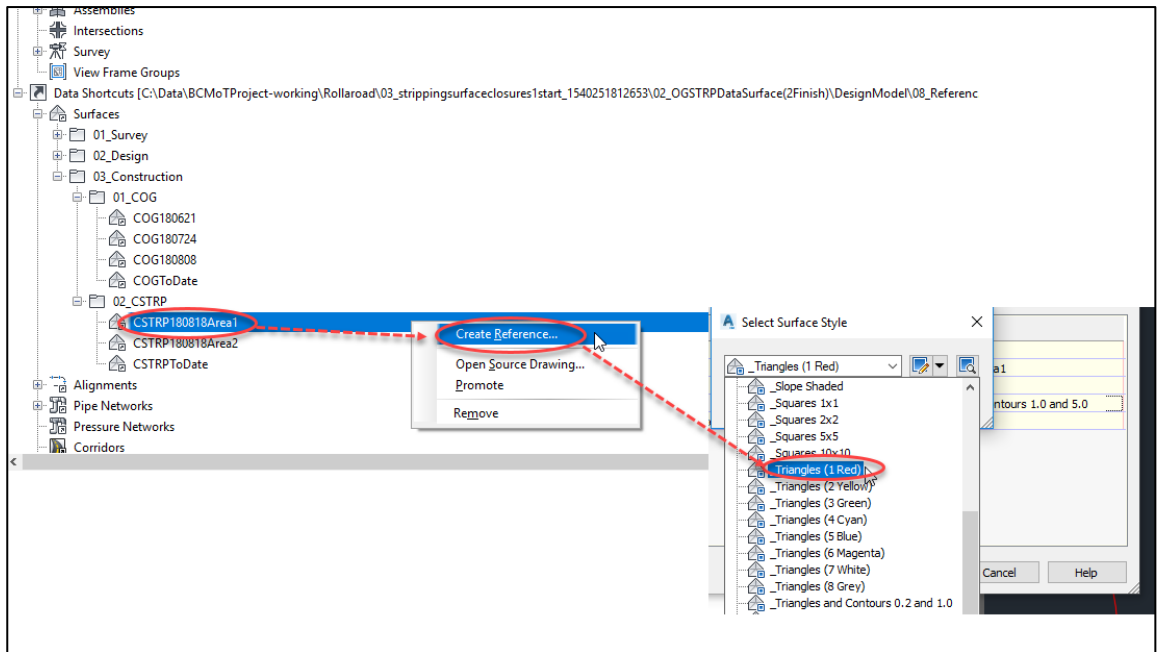 Assemblies
Intersections
Survey
View Frame Groups
Data Shortcuts [C:\Data\BCMoTProject-working\Rollaroad\03_strippingsurfaceclosures1start_1540251812653\02_OGSTRPDataSurface(2Finish)\DesignModel\08_Referenc
Surfaces
01_Survey
02_Design
03_Construction
01_COG
COG180621
COG180724
COG180808
COGToDate
02_CSTRP
CSTRP180818Area1
CSTRP180818Area2
CSTRPToDate
Alignments
Pipe Networks
Pressure Networks
Corridors
Create Reference...
Open Source Drawing...
Promote
Remove
Select Surface Style
_Triangles (1 Red)
_Slope Shaded
_Squares 1x1
_Squares 2x2
_Squares 5x5
_Squares 10x10
_Triangles (1 Red)
_Triangles (2 Yellow)
_Triangles (3 Green)
_Triangles (4 Cyan)
_Triangles (5 Blue)
_Triangles (6 Magenta)
_Triangles (7 White)
_Triangles (8 Grey)
_Triangles and Contours 0.2 and 1.0
a1
ntours 1.0 and 5.0
...
Cancel
Help